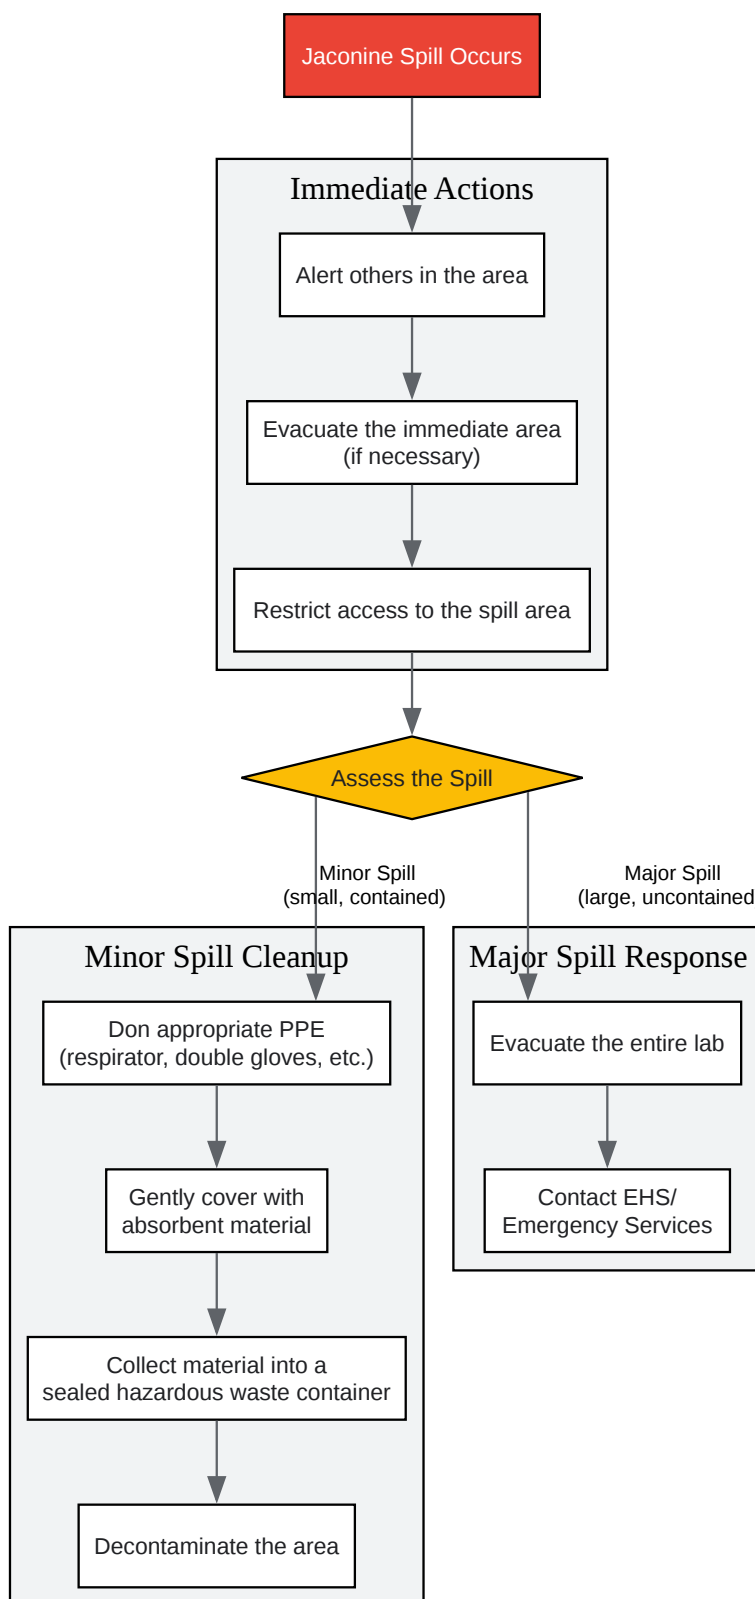 Jaconine Spill Occurs
Immediate Actions
Alert others in the area
Evacuate the immediate area
(if necessary)
Restrict access to the spill area
Assess the Spill
Minor Spill
(small, contained)
Major Spill
(large, uncontained
Minor Spill Cleanup
Major Spill Response
Don appropriate PPE
(respirator, double gloves, etc.)
Evacuate the entire lab
Gently cover with
absorbent material
Contact EHS/
Emergency Services
Collect material into a
sealed hazardous waste container
Decontaminate the area